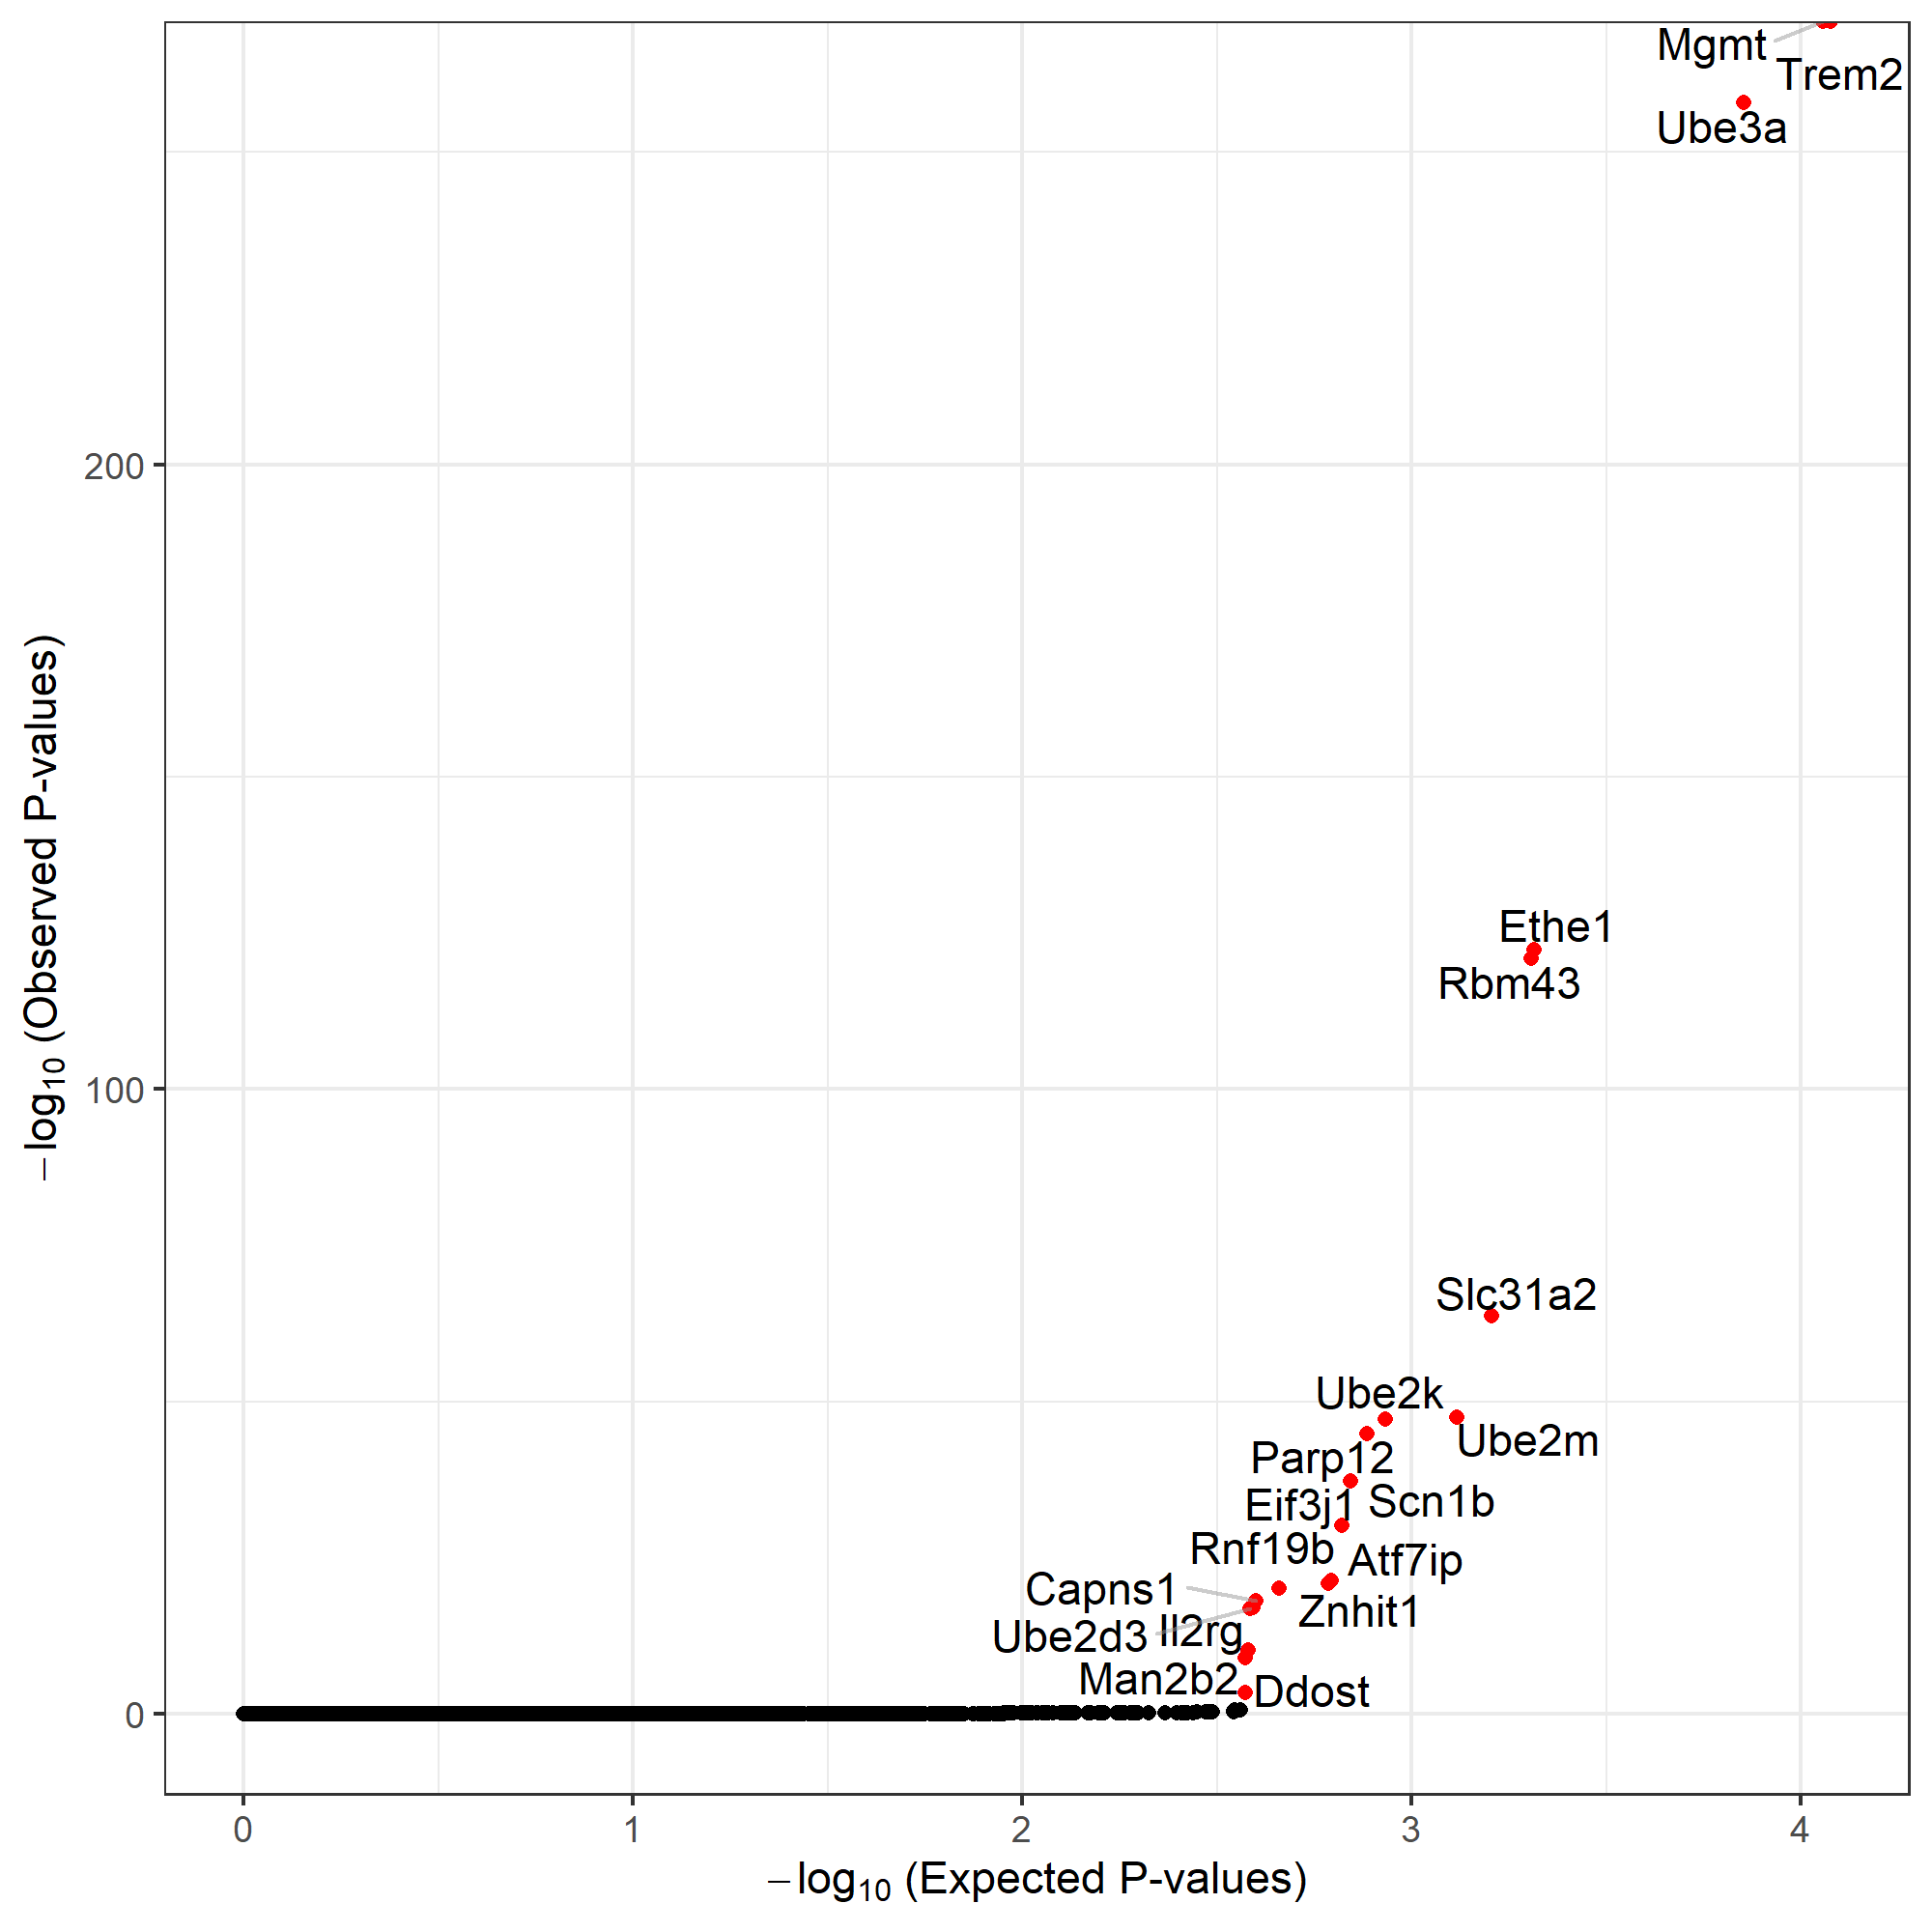 Mgmt
Trem2
Ube3a
200
Ethe1
Rbm43
100
Slc31a2
Ube2k
Ube2m
Parp12
Eif3j1
Scn1b
Rnf19b
Atf7ip
Capns1
Znhit1
Ube2d3
Il2rg
Man2b2
Ddost
0
0 1 2 3 4
−log₁₀ (Expected P-values)
−log₁₀ (Observed P-values)